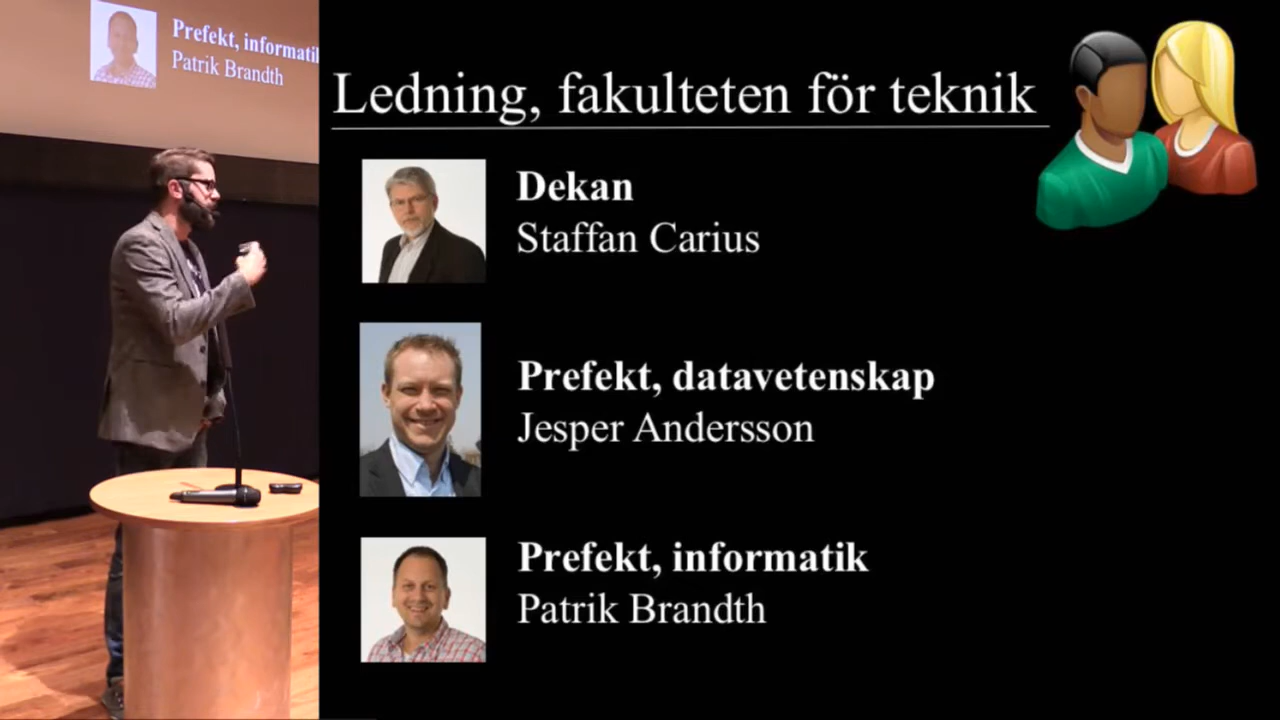 Prefekt, informatik
Patrik Brandth
Ledning, fakulteten för teknik
Dekan
Staffan Carius
Prefekt, datavetenskap
Jesper Andersson
Prefekt, informatik
Patrik Brandth